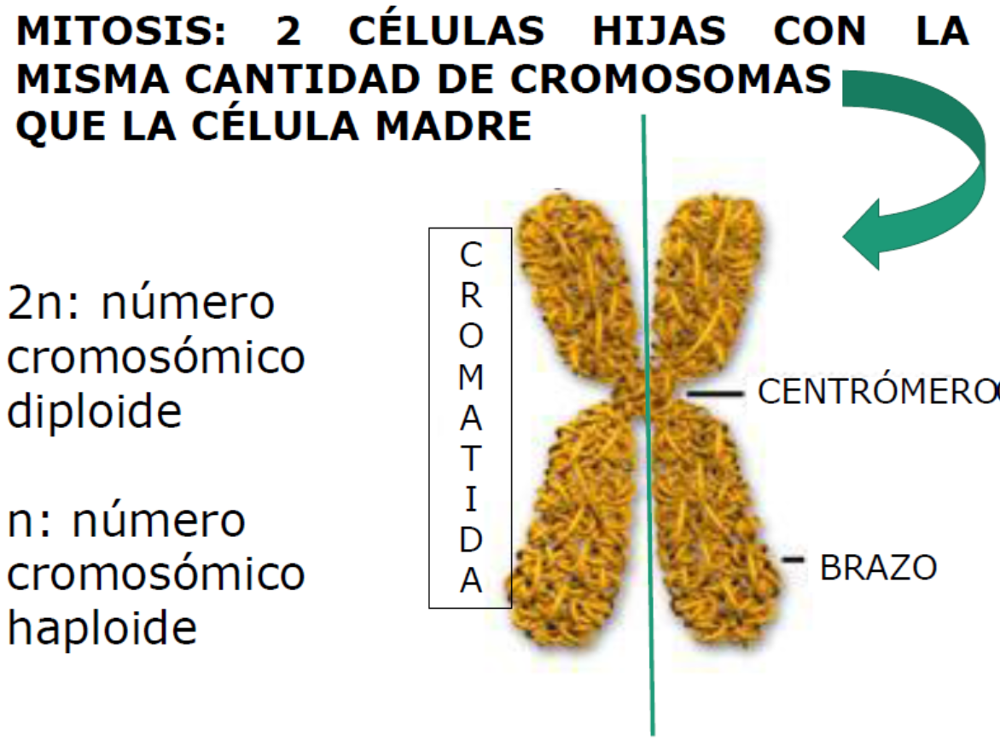 MITOSIS: 2 CÉLULAS HIJAS CON LA
MISMA CANTIDAD DE CROMOSOMAS
QUE LA CÉLULA MADRE
2n: número
cromosómico
diploide
n: número
cromosómico
haploide
C
R
O
M
A
T
I
D
A
CENTRÓMERO
BRAZO